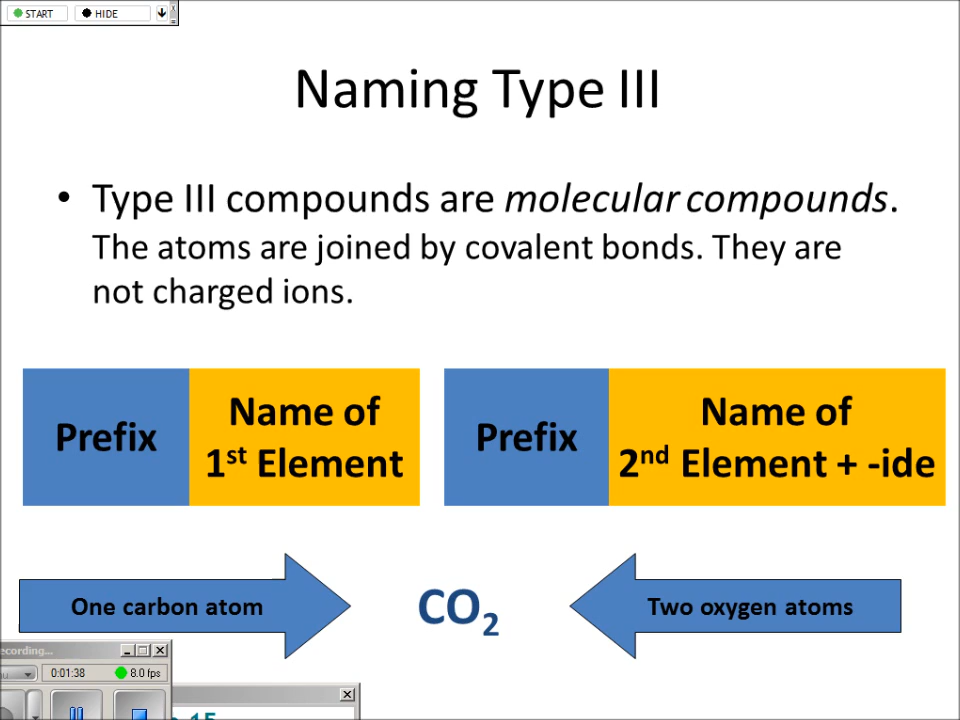 START HIDE
Naming Type III
• Type III compounds are molecular compounds.
The atoms are joined by covalent bonds. They are
not charged ions.
Prefix
Name of
1st Element
Prefix
Name of
2nd Element + -ide
One carbon atom
CO₂
Two oxygen atoms
ecording...
0:01:38 8.0 fps